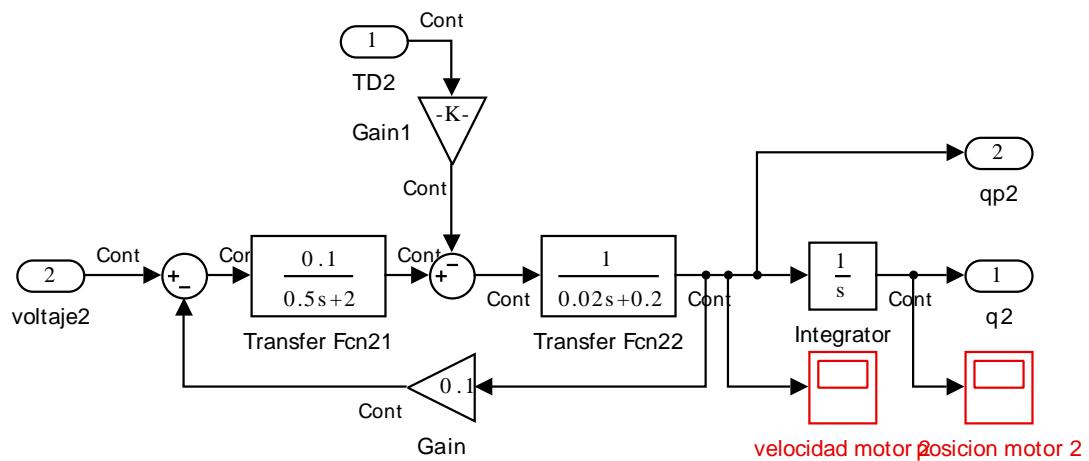 Cont
1
TD2
-K-
Gain1
Cont
2
qp2
2
voltaje2
Cont
+
−
Cor
0.1
0.5s+2
Transfer Fcn21
Cont
+
−
Cont
1
0.02s+0.2
Transfer Fcn22
Cont
1
s
Integrator
Cont
1
q2
0.1
Cont
Gain
velocidad motor 2
posicion motor 2